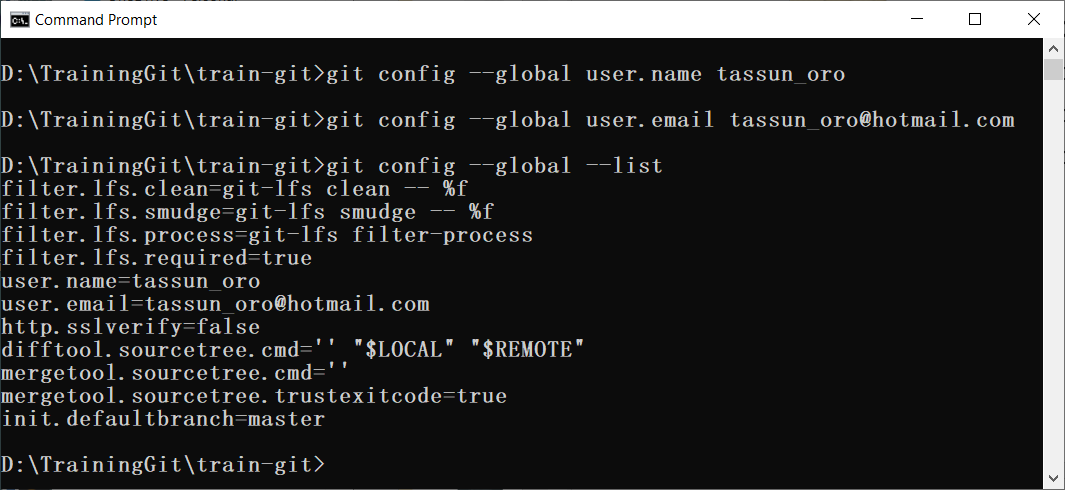 Command Prompt
D:\TrainingGit\train-git>git config --global user.name tassun_oro
D:\TrainingGit\train-git>git config --global user.email tassun_oro@hotmail.com
D:\TrainingGit\train-git>git config --global --list
filter.lfs.clean=git-lfs clean -- %f
filter.lfs.smudge=git-lfs smudge -- %f
filter.lfs.process=git-lfs filter-process
filter.lfs.required=true
user.name=tassun_oro
user.email=tassun_oro@hotmail.com
http.sslverify=false
difftool.sourcetree.cmd='' "$LOCAL" "$REMOTE"
mergetool.sourcetree.cmd=''
mergetool.sourcetree.trustexitcode=true
init.defaultbranch=master
D:\TrainingGit\train-git>